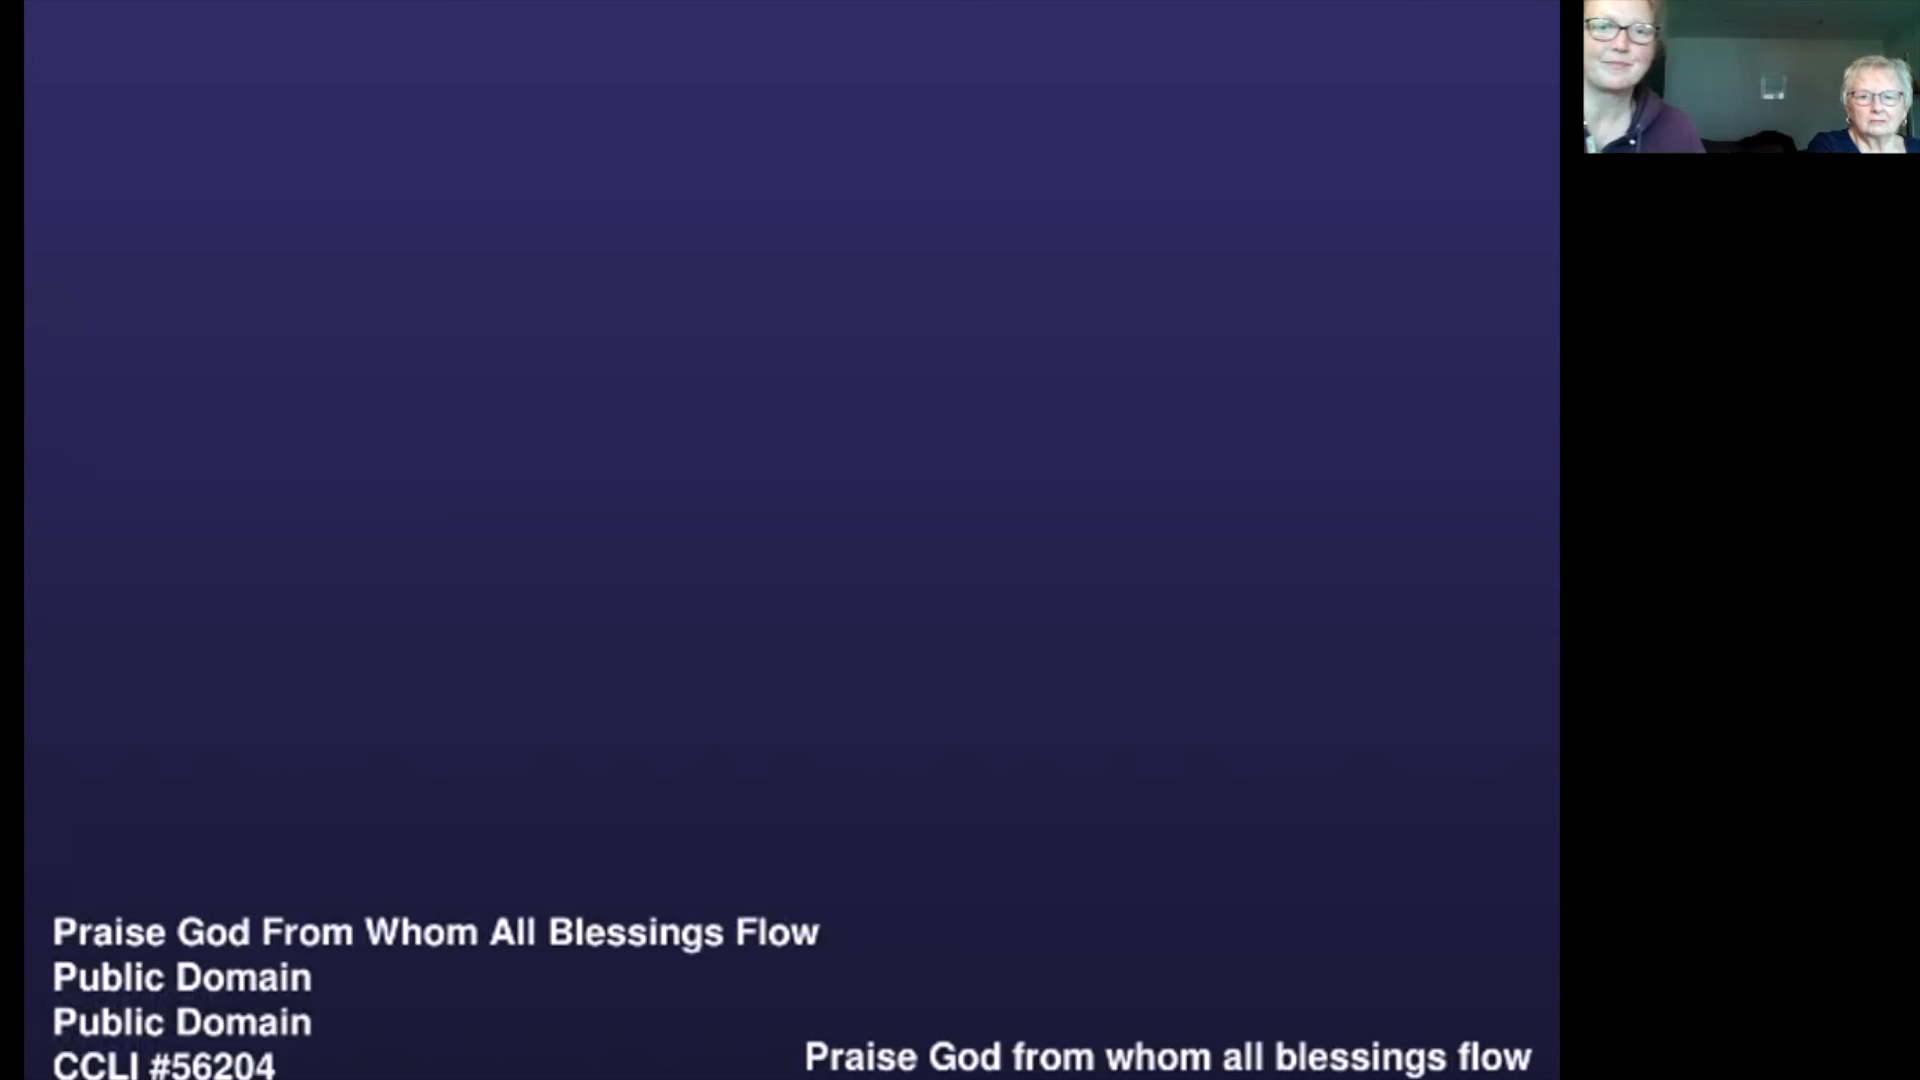 Praise God From Whom All Blessings Flow
Public Domain
Public Domain
CCLI #56204
Praise God from whom all blessings flow